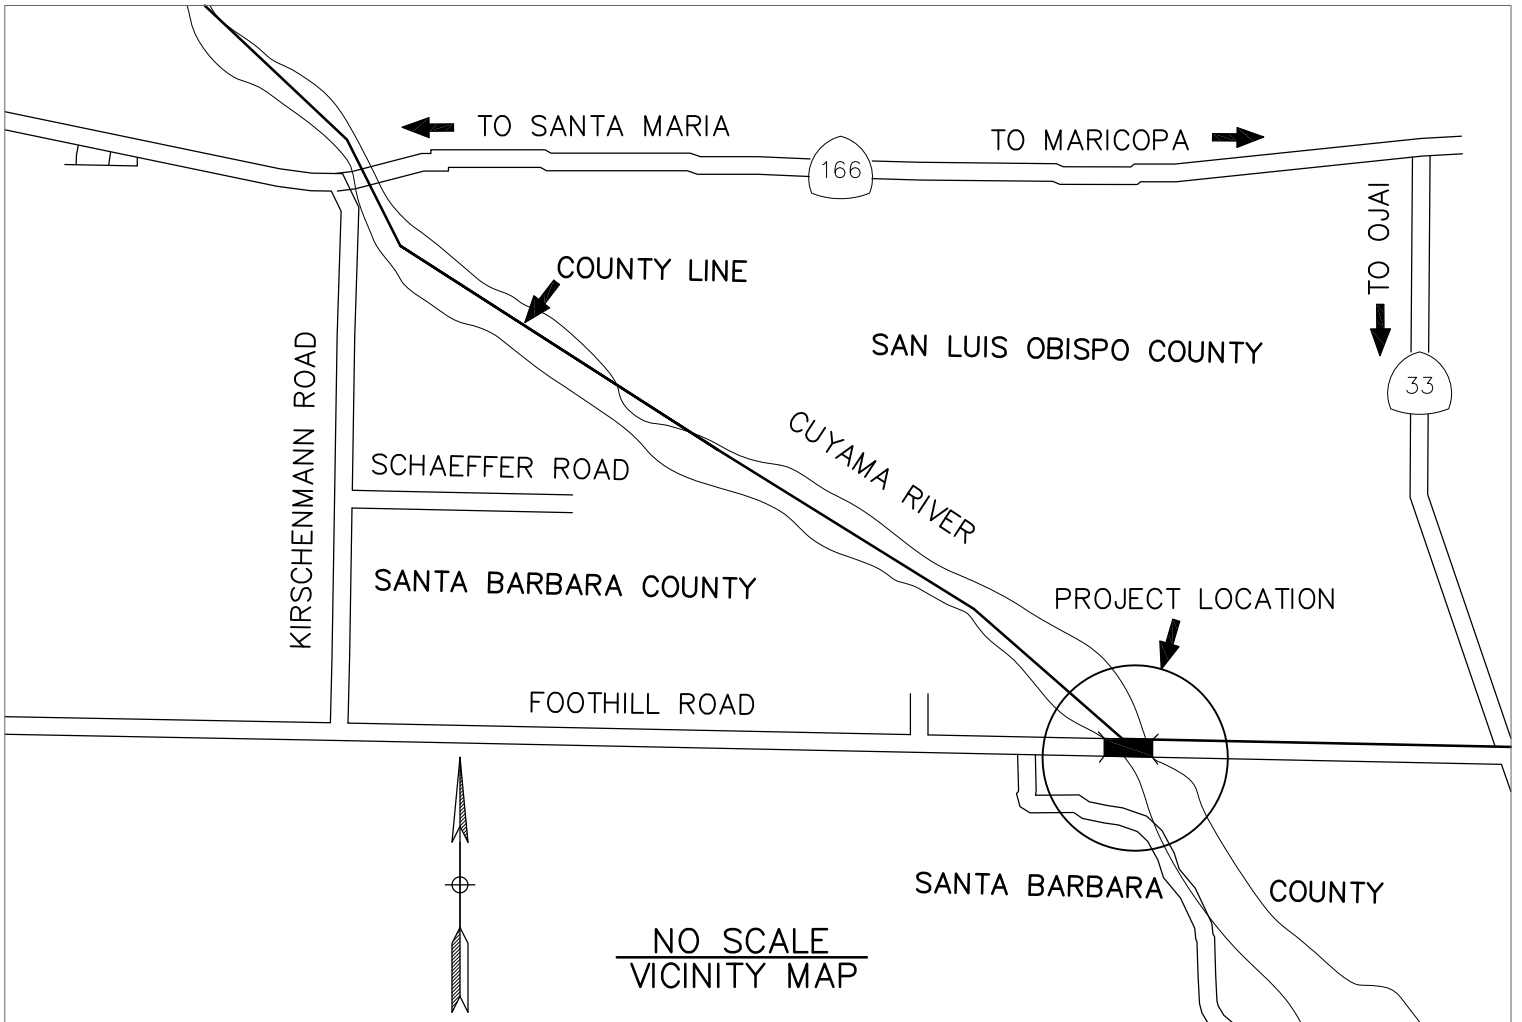 TO SANTA MARIA
TO MARICOPA
166
TO OJAI
COUNTY LINE
SAN LUIS OBISPO COUNTY
33
KIRSCHENMANN ROAD
CUYAMA RIVER
SCHAEFFER ROAD
SANTA BARBARA COUNTY
PROJECT LOCATION
FOOTHILL ROAD
SANTA BARBARA COUNTY
NO SCALE
VICINITY MAP